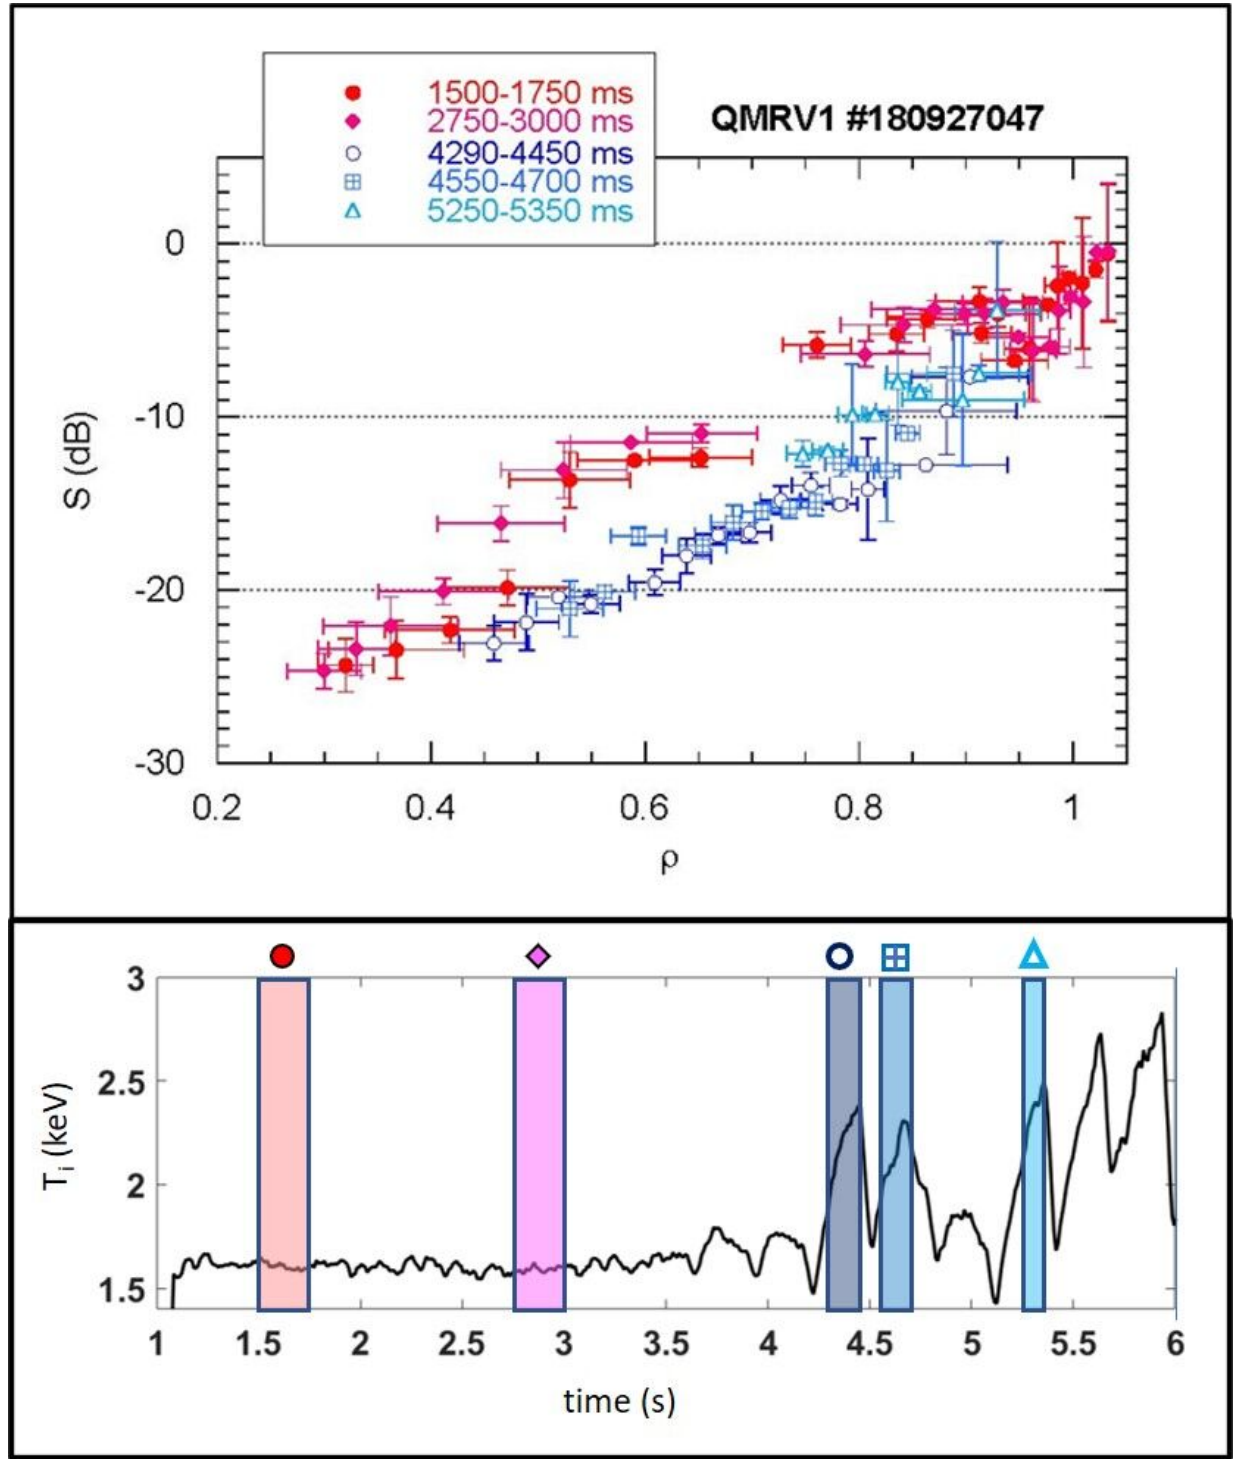 1500-1750 ms
2750-3000 ms
4290-4450 ms
4550-4700 ms
5250-5350 ms
QMRV1 #180927047
0
-10
-20
-30
S (dB)
0.2 0.4 0.6 0.8 1
ρ
3
2.5
2
1.5
Ti (keV)
1 1.5 2 2.5 3 3.5 4 4.5 5 5.5 6
time (s)